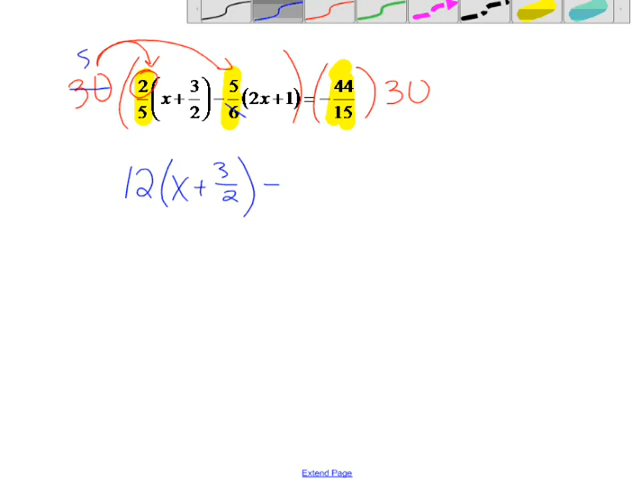 5
30 ( 2/5 ( x + 3/2 ) − 5/6 (2x + 1) ) = ( − 44/15 ) 30
12 ( x + 3/2 ) −
Extend Page